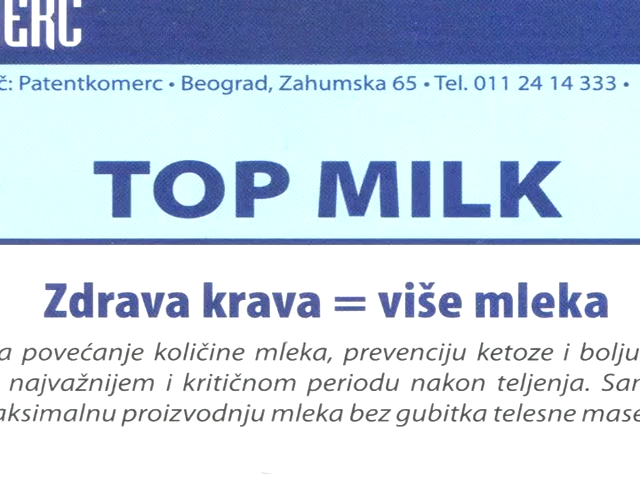 ERC
č: Patentkomerc • Beograd, Zahumska 65 • Tel. 011 24 14 333 •
TOP MILK
Zdrava krava = više mleka
a povećanje količine mleka, prevenciju ketoze i bolju
najvažnijem i kritičnom periodu nakon teljenja. Sar
aksimalnu proizvodnju mleka bez gubitka telesne mase